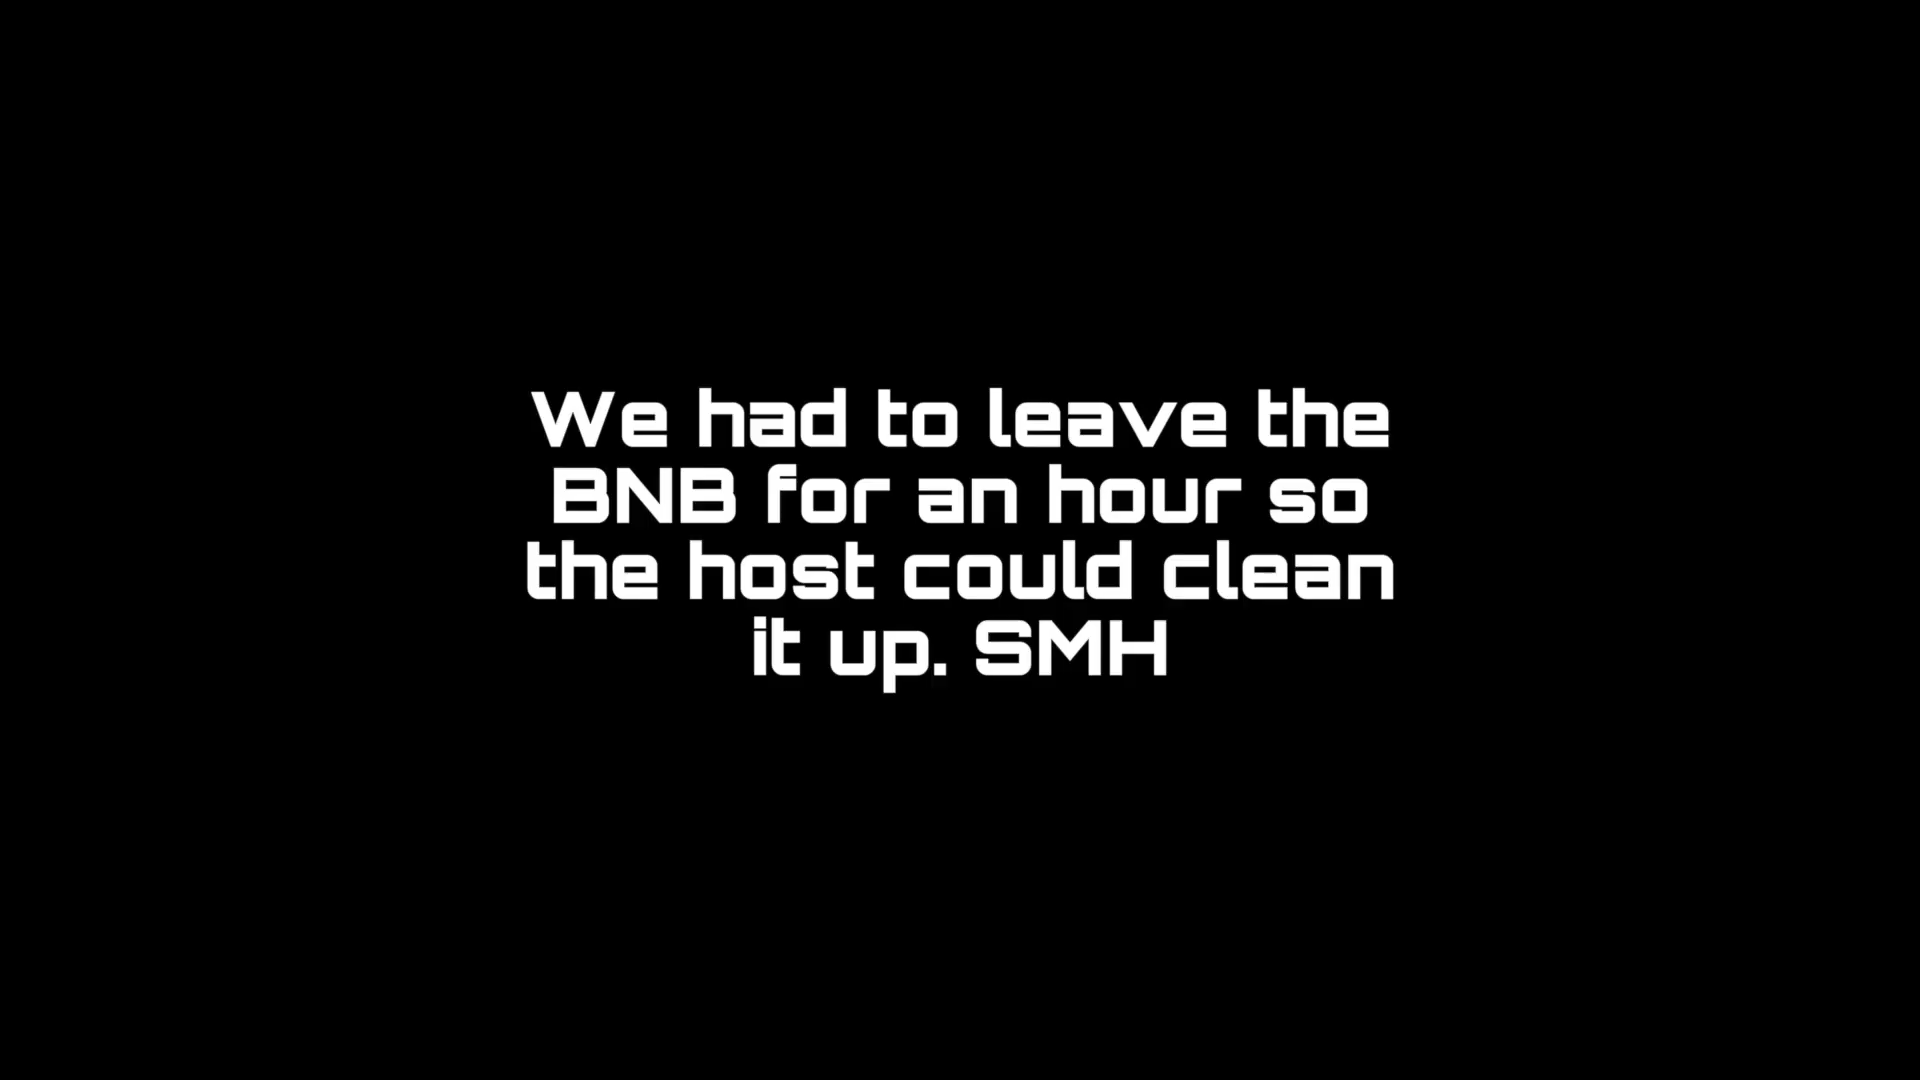 We had to leave the
BNB for an hour so
the host could clean
it up. SMH